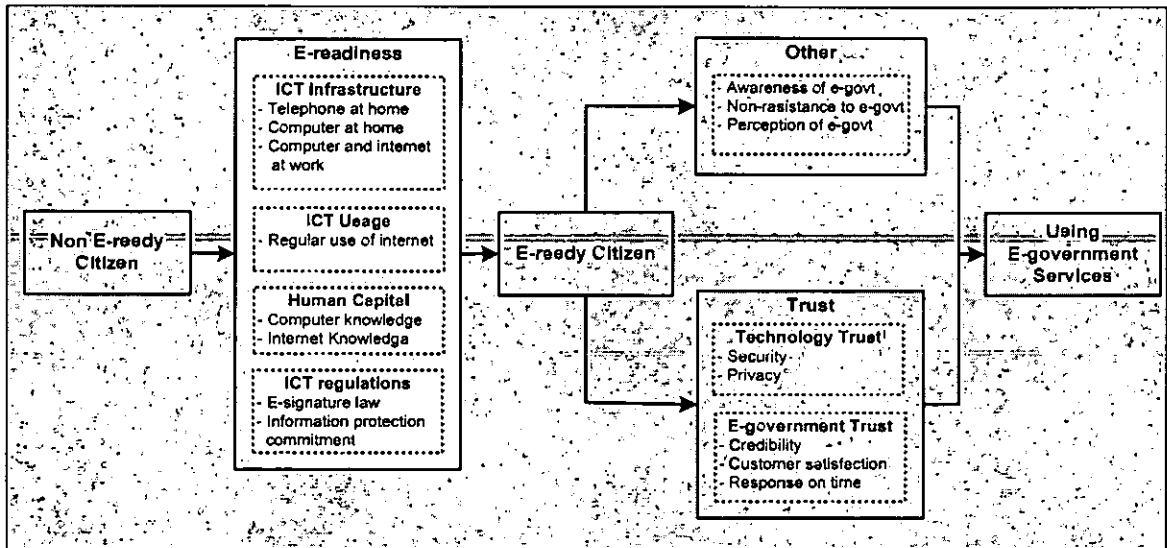 Non E-ready
Citizen
E-readiness
ICT Infrastructure
- Telephone at home
- Computer at home
- Computer and internet
at work
ICT Usage
- Regular use of internet
Human Capital
- Computer knowledge
- Internet Knowledga
ICT regulations
- E-signature law
- Information protection
commitment
E-ready Citizen
Other
- Awareness of e-govt
- Non-rasistance to e-govt
- Perception of e-govt
Trust
Technology Trust
- Security
- Privacy
E-government Trust
- Credibility
- Customer satisfaction
- Response on time
Using
E-government
Services